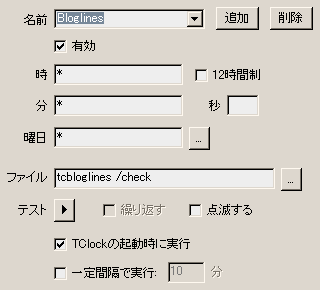 名前 Bloglines 追加 削除
有効
時 * 12時間制
分 * 秒
曜日 * ...
ファイル tcbloglines /check ...
テスト 繰り返す 点滅する
TClockの起動時に実行
一定間隔で実行: 10 分